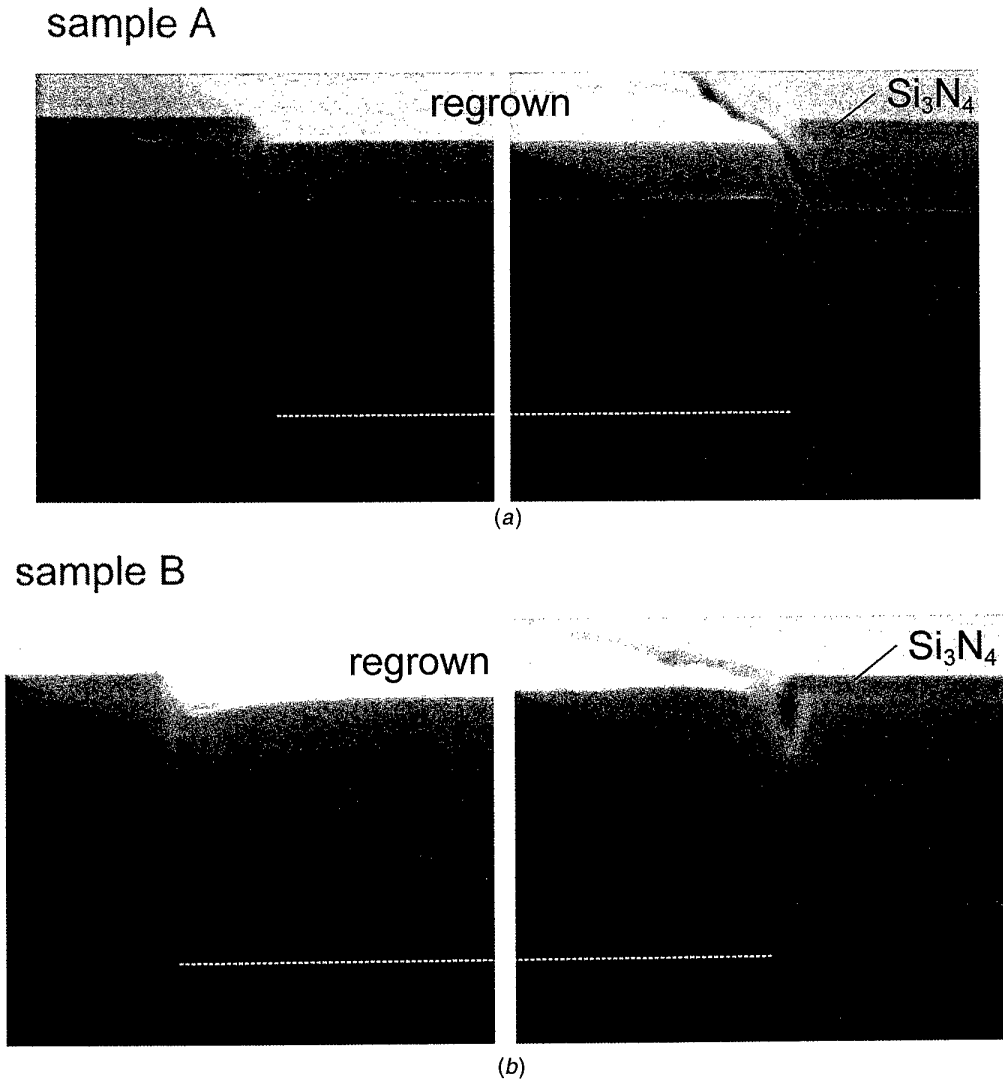 sample A
regrown
Si₃N₄
(a)
sample B
regrown
Si₃N₄
(b)